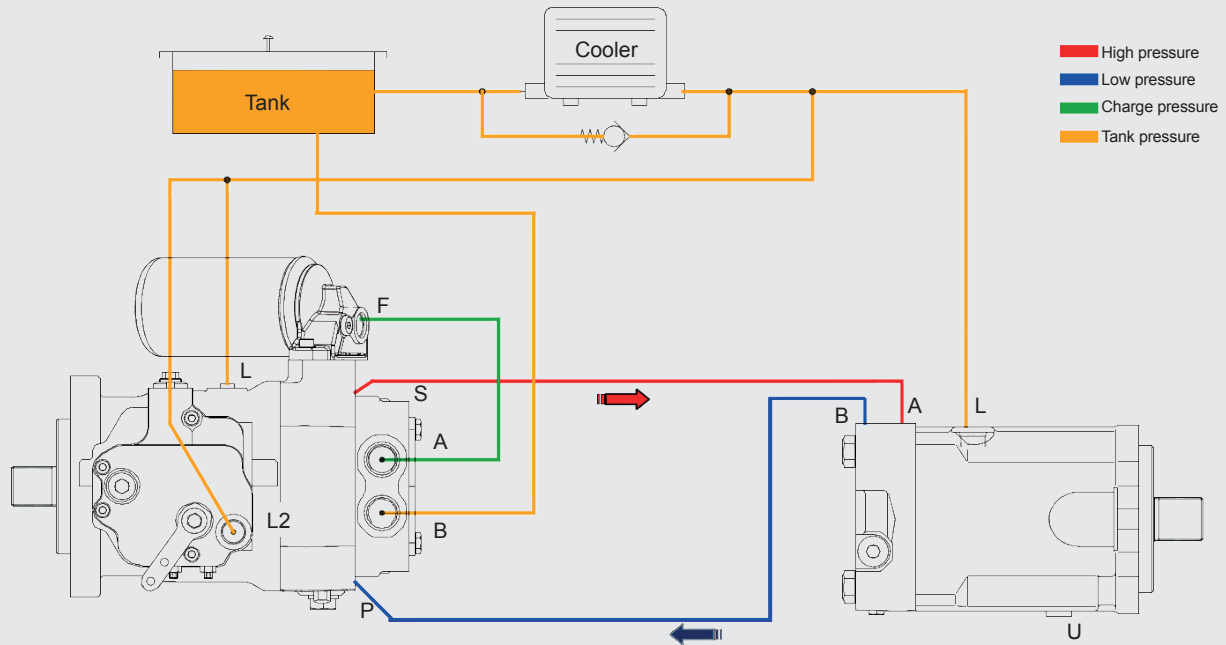 Cooler
Tank
High pressure
Low pressure
Charge pressure
Tank pressure
F
L
S
A
B
L2
P
B
A
L
U